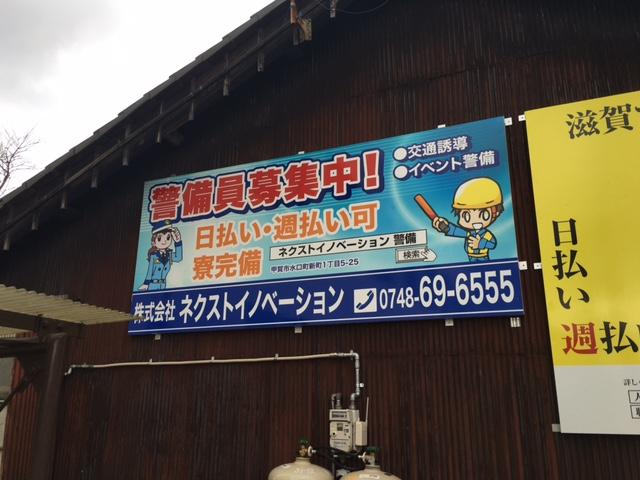 警備員募集中!
●交通誘導
●イベント警備
日払い・週払い可
寮完備
ネクストイノベーション 警備
検索
甲賀市水口町新町1丁目5-25
株式会社 ネクストイノベーション
0748-69-6555
滋賀
日払い
週払
詳し